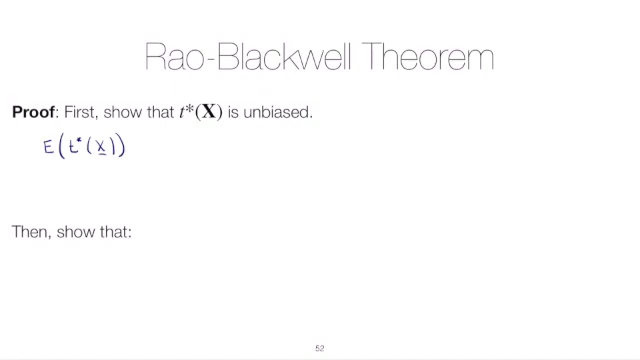 Rao-Blackwell Theorem
Proof: First, show that t*(X) is unbiased.
E(t*(X))
Then, show that:
52